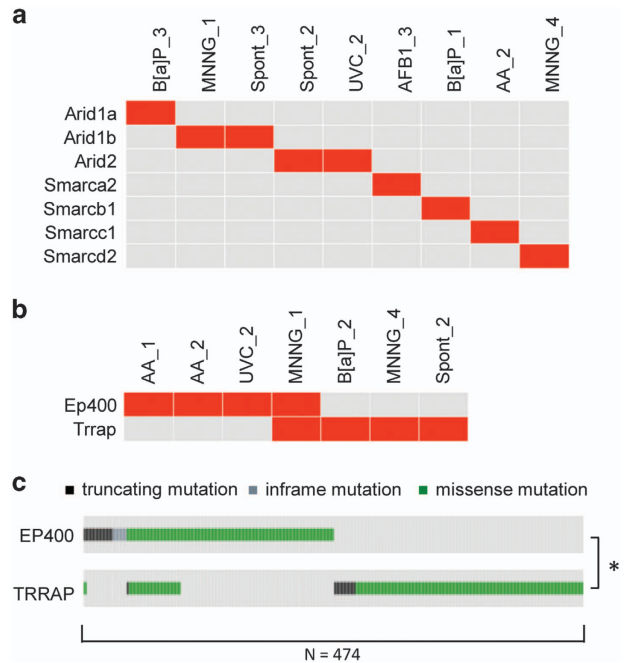 a
B[a]P_3
MNNG_1
Spont_3
Spont_2
UVC_2
AFB1_3
B[a]P_1
AA_2
MNNG_4
Arid1a
Arid1b
Arid2
Smarca2
Smarcb1
Smarcc1
Smarcd2
b
AA_1
AA_2
UVC_2
MNNG_1
B[a]P_2
MNNG_4
Spont_2
Ep400
Trrap
c
truncating mutation inframe mutation missense mutation
EP400
*
TRRAP
N = 474